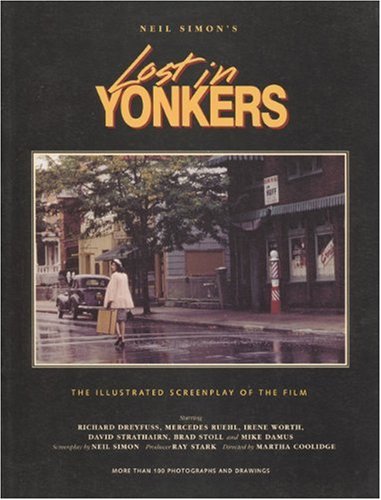 NEIL SIMON'S
Lost in
YONKERS
THE ILLUSTRATED SCREENPLAY OF THE FILM
Starring
RICHARD DREYFUSS, MERCEDES RUEHL, IRENE WORTH,
DAVID STRATHAIRN, BRAD STOLL and MIKE DAMUS
Screenplay by NEIL SIMON Producer RAY STARK Directed by MARTHA COOLIDGE
MORE THAN 100 PHOTOGRAPHS AND DRAWINGS